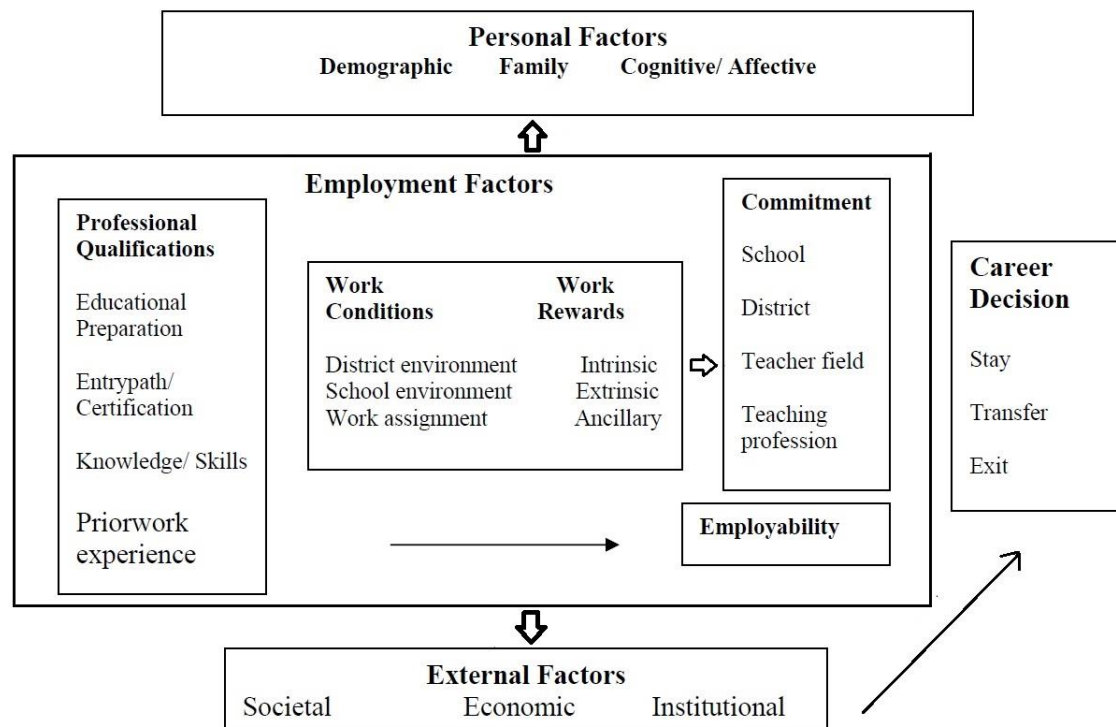 Personal Factors
Demographic Family Cognitive/ Affective
Employment Factors
Professional
Qualifications
Educational
Preparation
Entrypath/
Certification
Knowledge/ Skills
Priorwork
experience
Work Work
Conditions Rewards
District environment Intrinsic
School environment Extrinsic
Work assignment Ancillary
Commitment
School
District
Teacher field
Teaching
profession
Employability
Career
Decision
Stay
Transfer
Exit
External Factors
Societal Economic Institutional